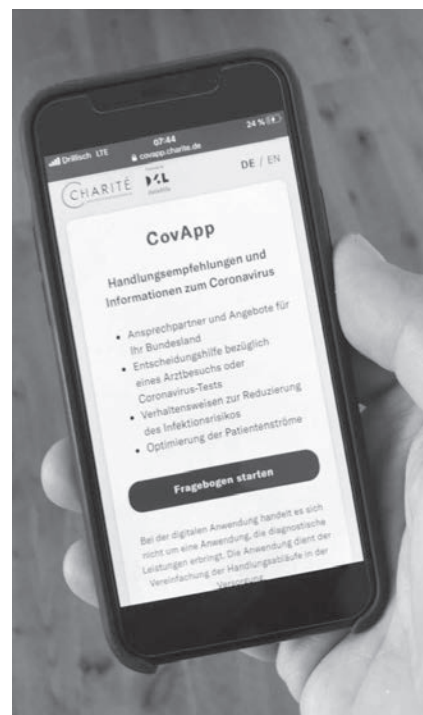 Drillisch LTE
07:44
24 %
covapp.charite.de
CHARITÉ
DE / EN
CovApp
Handlungsempfehlungen und
Informationen zum Coronavirus
• Ansprechpartner und Angebote für
Ihr Bundesland
• Entscheidungshilfe bezüglich
eines Arztbesuchs oder
Coronavirus-Tests
• Verhaltensweisen zur Reduzierung
des Infektionsrisikos
• Optimierung der Patientenströme
Fragebogen starten
Bei der digitalen Anwendung handelt es sich
nicht um eine Anwendung, die diagnostische
Leistungen erbringt. Die Anwendung dient der
Vereinfachung der Handlungsabläufe in der
Versorgung